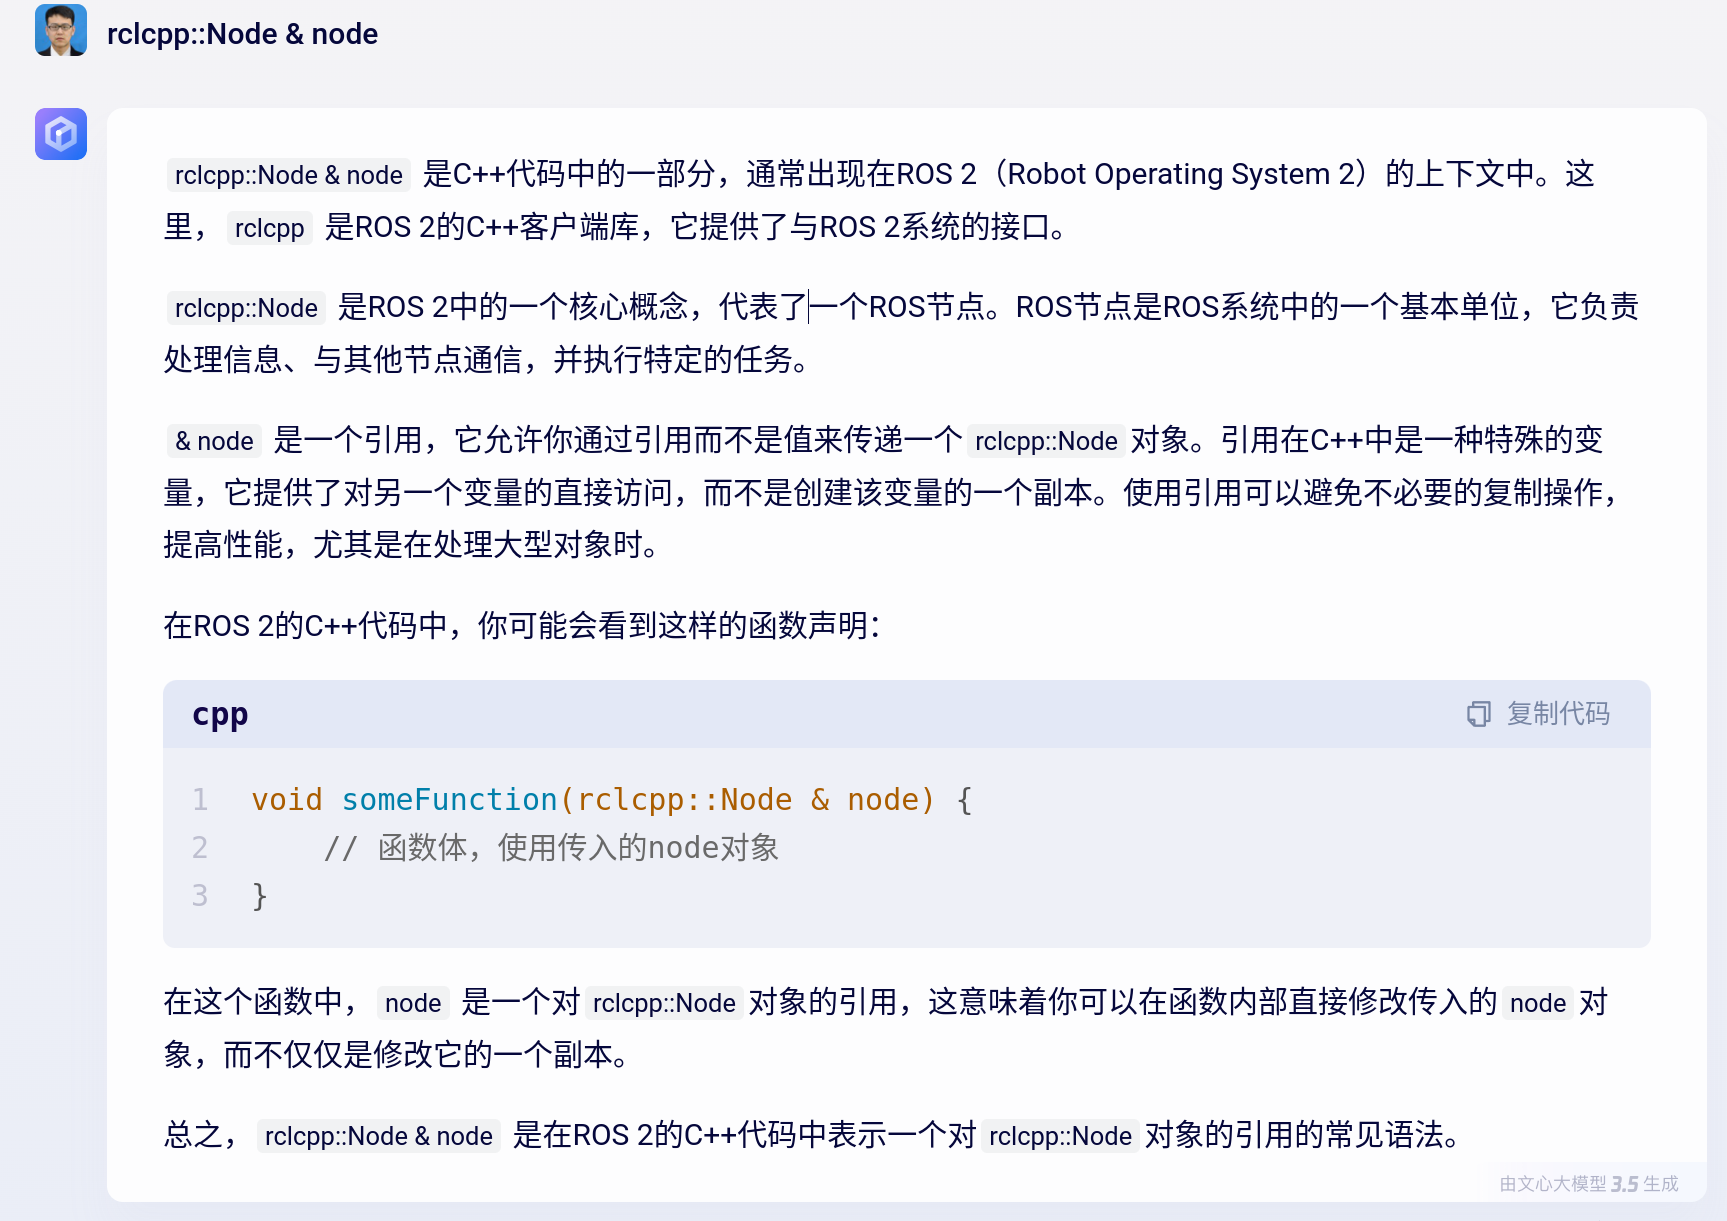 rclcpp::Node & node
rclcpp::Node & node 是C++代码中的一部分，通常出现在ROS 2（Robot Operating System 2）的上下文中。这
里， rclcpp 是ROS 2的C++客户端库，它提供了与ROS 2系统的接口。
rclcpp::Node 是ROS 2中的一个核心概念，代表了一个ROS节点。ROS节点是ROS系统中的一个基本单位，它负责
处理信息、与其他节点通信，并执行特定的任务。
& node 是一个引用，它允许你通过引用而不是值来传递一个 rclcpp::Node 对象。引用在C++中是一种特殊的变
量，它提供了对另一个变量的直接访问，而不是创建该变量的一个副本。使用引用可以避免不必要的复制操作，
提高性能，尤其是在处理大型对象时。
在ROS 2的C++代码中，你可能会看到这样的函数声明：
cpp 复制代码
1 void someFunction(rclcpp::Node & node) {
2 // 函数体，使用传入的node对象
3 }
在这个函数中， node 是一个对 rclcpp::Node 对象的引用，这意味着你可以在函数内部直接修改传入的 node 对
象，而不仅仅是修改它的一个副本。
总之， rclcpp::Node & node 是在ROS 2的C++代码中表示一个对 rclcpp::Node 对象的引用的常见语法。
由文心大模型 3.5 生成